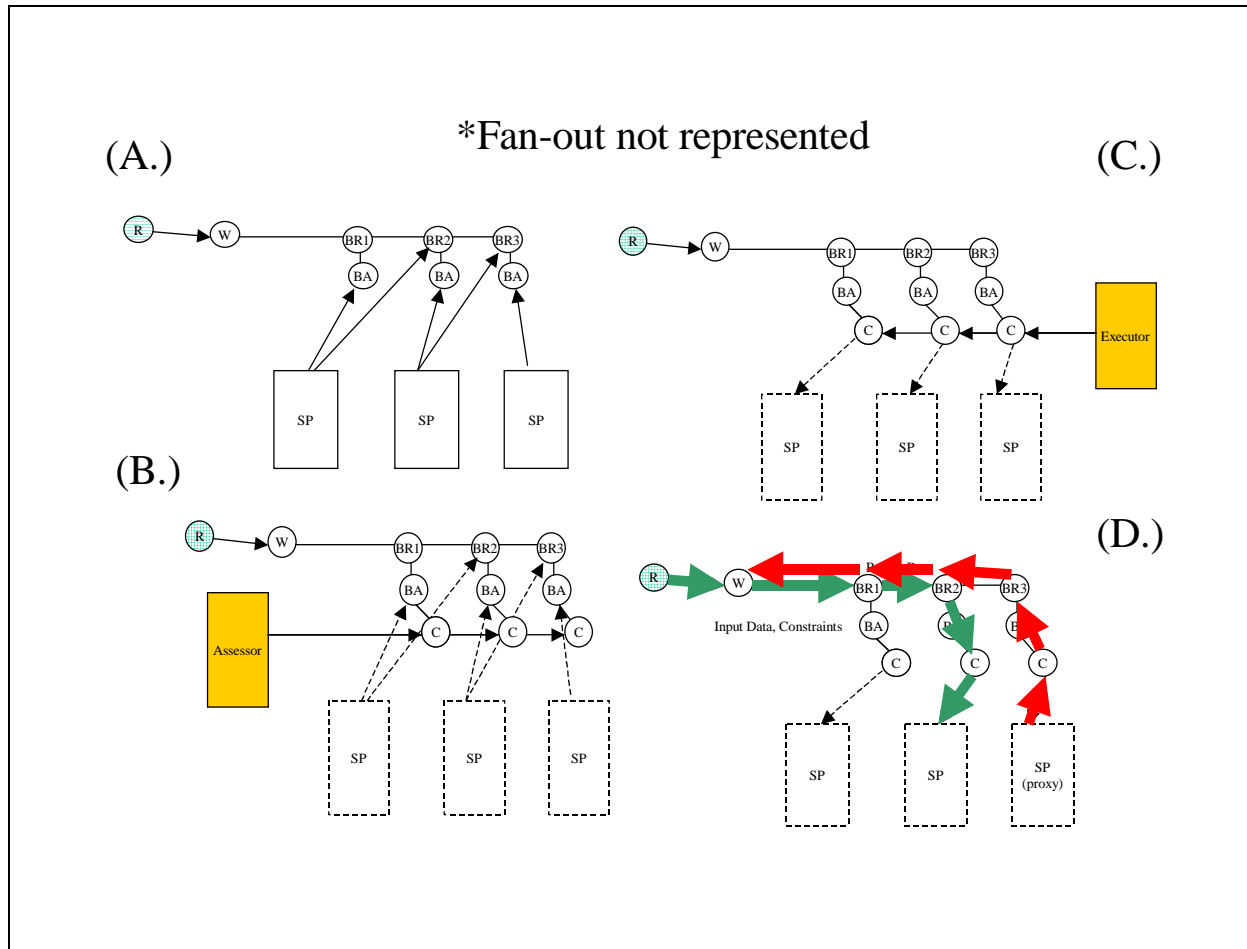 *Fan-out not represented
(A.)
R
W
BR1
BR2
BR3
BA
BA
BA
SP
SP
SP
(B.)
R
W
BR1
BR2
BR3
BA
BA
BA
Assessor
C
C
C
SP
SP
SP
(C.)
R
W
BR1
BR2
BR3
BA
BA
BA
C
C
C
Executor
SP
SP
SP
(D.)
R
W
BR1
BR2
BR3
Input Data, Constraints
BA
C
C
C
SP
SP
SP
(proxy)